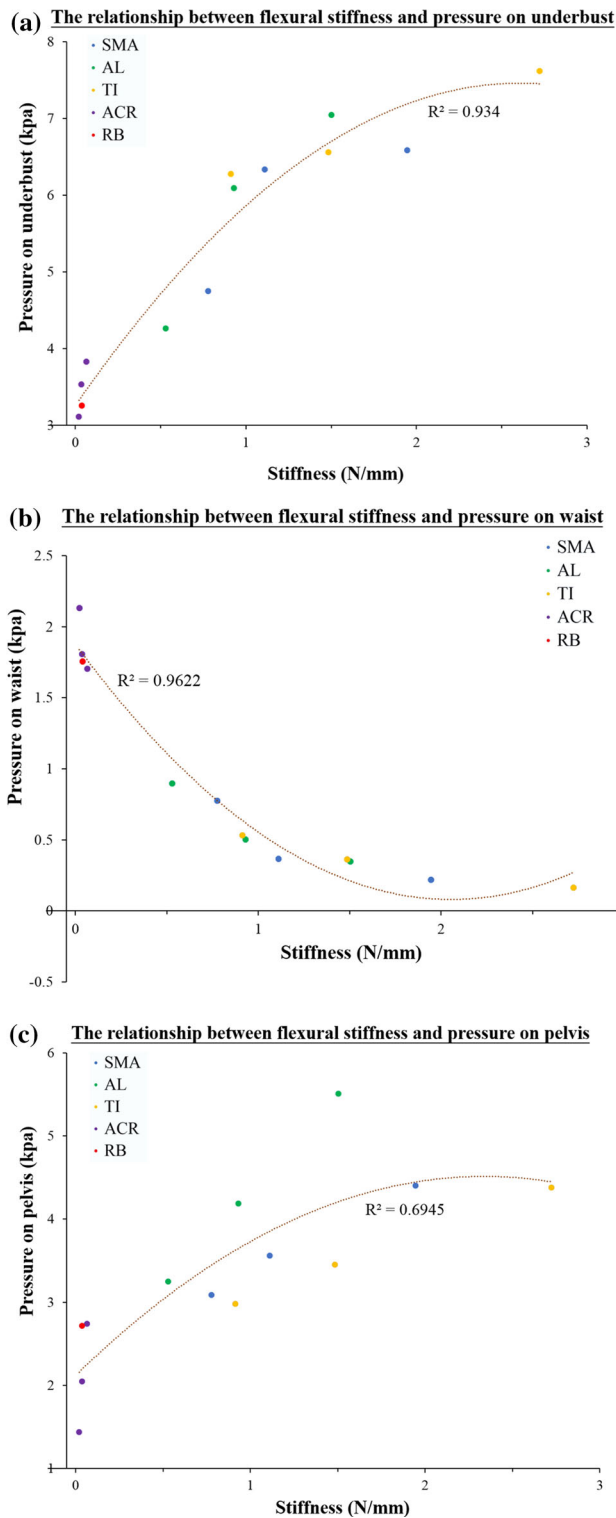 (a) The relationship between flexural stiffness and pressure on underbust
8
SMA
AL
TI
ACR
RB
R² = 0.934
7
6
5
4
3
Pressure on underbust (kpa)
0 1 2 3
Stiffness (N/mm)
(b) The relationship between flexural stiffness and pressure on waist
2.5
SMA
AL
TI
ACR
RB
2
R² = 0.9622
1.5
1
0.5
0
-0.5
Pressure on waist (kpa)
0 1 2
Stiffness (N/mm)
(c) The relationship between flexural stiffness and pressure on pelvis
6
SMA
AL
TI
ACR
RB
5
4
R² = 0.6945
3
2
1
Pressure on pelvis (kpa)
0 1 2 3
Stiffness (N/mm)